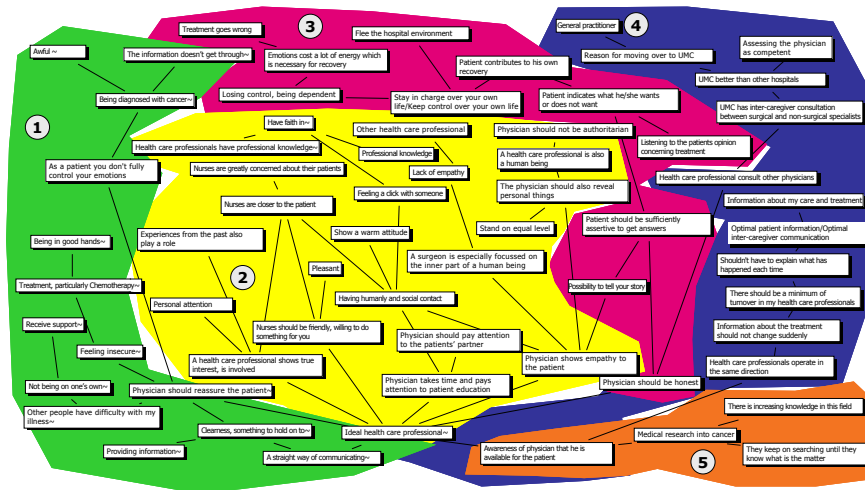 Treatment goes wrong
3
Flee the hospital environment
General practitioner
4
Awful ~
The information doesn't get through~
Emotions cost a lot of energy which
is necessary for recovery
Patient contributes to his own
recovery
Reason for moving over to UMC
Assessing the physician
as competent
UMC better than other hospitals
Being diagnosed with cancer~
Losing control, being dependent
Stay in charge over your own
life/Keep control over your own life
Patient indicates what he/she wants
or does not want
UMC has inter-caregiver consultation
between surgical and non-surgical specialists
1
Have faith in~
Other health care professional
Physician should not be authoritarian
Health care professionals have professional knowledge~
Professional knowledge
A health care professional is also
a human being
Listening to the patients opinion
concerning treatment
As a patient you don't fully
control your emotions
Nurses are greatly concerned about their patients
Lack of empathy
Health care professional consult other physicians
Feeling a click with someone
The physician should also reveal
personal things
Information about my care and treatment
Nurses are closer to the patient
Being in good hands~
Experiences from the past also
play a role
Show a warm attitude
Stand on equal level
Patient should be sufficiently
assertive to get answers
Optimal patient information/Optimal
inter-caregiver communication
2
Pleasant
A surgeon is especially focussed on
the inner part of a human being
Shouldn't have to explain what has
happened each time
Treatment, particularly Chemotherapy~
Possibility to tell your story
Personal attention
Having humanly and social contact
There should be a minimum of
turnover in my health care professionals
Receive support~
Nurses should be friendly, willing to do
something for you
Physician should pay attention
to the patients' partner
Information about the treatment
should not change suddenly
Feeling insecure~
A health care professional shows true
interest, is involved
Physician shows empathy to
the patient
Health care professionals operate in
the same direction
Not being on one's own~
Physician should reassure the patient~
Physician takes time and pays
attention to patient education
Physician should be honest
Other people have difficulty with my
illness~
There is increasing knowledge in this field
Clearness, something to hold on to~
Ideal health care professional~
Medical research into cancer
Providing information~
A straight way of communicating~
Awareness of physician that he is
available for the patient
5
They keep on searching until they
know what is the matter